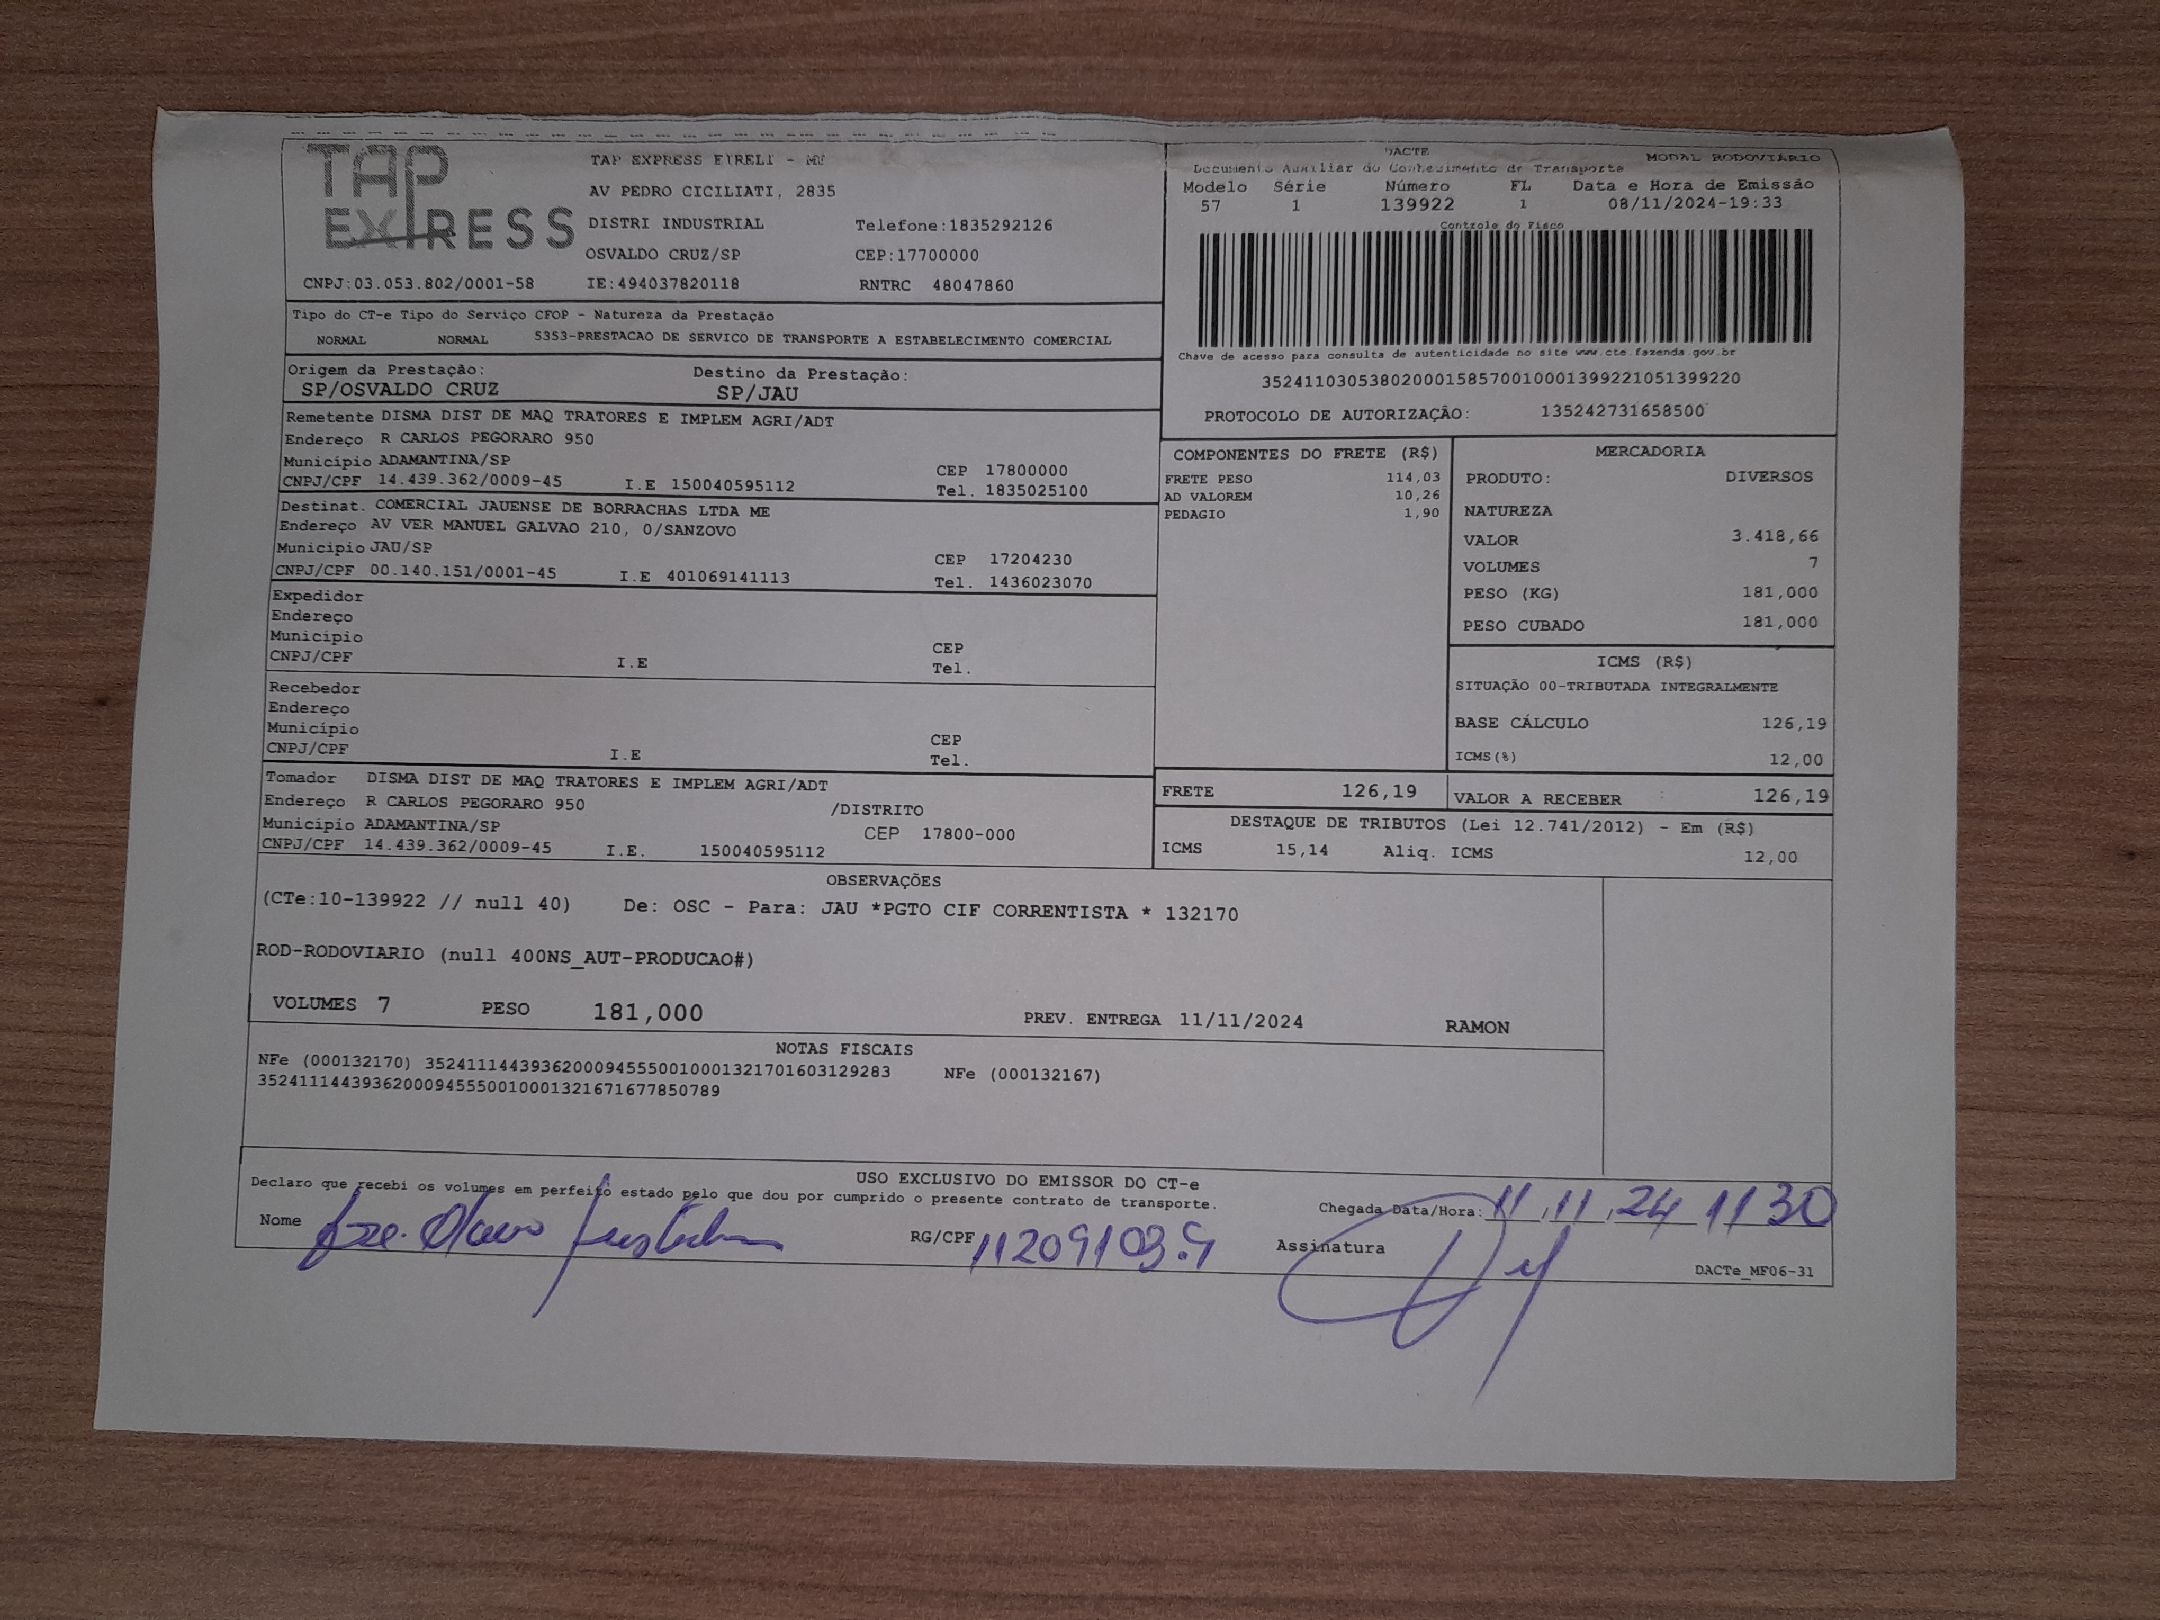 TAP
EXPRESS
TAP EXPRESS EIRELI - ME
AV PEDRO CICILIATI, 2835
DISTRI INDUSTRIAL Telefone:1835292126
OSVALDO CRUZ/SP CEP:17700000
CNPJ:03.053.802/0001-58 IE:494037820118 RNTRC 48047860
DACTE
Documento Auxiliar do Conhecimento de Transporte MODAL RODOVIÁRIO
Modelo Série Número FL Data e Hora de Emissão
57 1 139922 1 08/11/2024-19:33
Controle do Fisco
Chave de acesso para consulta de autenticidade no site www.cte.fazenda.gov.br
35241103053802000158570010001399221051399220
PROTOCOLO DE AUTORIZAÇÃO: 135242731658500
Tipo do CT-e Tipo do Serviço CFOP - Natureza da Prestação
NORMAL NORMAL 5353-PRESTACAO DE SERVICO DE TRANSPORTE A ESTABELECIMENTO COMERCIAL
Origem da Prestação: Destino da Prestação:
SP/OSVALDO CRUZ SP/JAU
Remetente DISMA DIST DE MAQ TRATORES E IMPLEM AGRI/ADT
Endereço R CARLOS PEGORARO 950
Município ADAMANTINA/SP CEP 17800000
CNPJ/CPF 14.439.362/0009-45 I.E 150040595112 Tel. 1835025100
Destinat. COMERCIAL JAUENSE DE BORRACHAS LTDA ME
Endereço AV VER MANUEL GALVAO 210, 0/SANZOVO
Município JAU/SP CEP 17204230
CNPJ/CPF 00.140.151/0001-45 I.E 401069141113 Tel. 1436023070
Expedidor
Endereço
Município CEP
CNPJ/CPF I.E Tel.
Recebedor
Endereço
Município CEP
CNPJ/CPF I.E Tel.
Tomador DISMA DIST DE MAQ TRATORES E IMPLEM AGRI/ADT
Endereço R CARLOS PEGORARO 950 /DISTRITO
Município ADAMANTINA/SP CEP 17800-000
CNPJ/CPF 14.439.362/0009-45 I.E. 150040595112
COMPONENTES DO FRETE (R$)
FRETE PESO 114,03
AD VALOREM 10,26
PEDAGIO 1,90
MERCADORIA
PRODUTO: DIVERSOS
NATUREZA
VALOR 3.418,66
VOLUMES 7
PESO (KG) 181,000
PESO CUBADO 181,000
ICMS (R$)
SITUAÇÃO 00-TRIBUTADA INTEGRALMENTE
BASE CÁLCULO 126,19
ICMS(%) 12,00
FRETE 126,19 VALOR A RECEBER : 126,19
DESTAQUE DE TRIBUTOS (Lei 12.741/2012) - Em (R$)
ICMS 15,14 Aliq. ICMS 12,00
OBSERVAÇÕES
(CTe:10-139922 // null 40) De: OSC - Para: JAU *PGTO CIF CORRENTISTA * 132170
ROD-RODOVIARIO (null 400NS_AUT-PRODUCAO#)
VOLUMES 7 PESO 181,000 PREV. ENTREGA 11/11/2024 RAMON
NOTAS FISCAIS
NFe (000132170) 35241114439362000945550010001321701603129283 NFe (000132167)
35241114439362000945550010001321671677850789
USO EXCLUSIVO DO EMISSOR DO CT-e
Declaro que recebi os volumes em perfeito estado pelo que dou por cumprido o presente contrato de transporte.
Chegada Data/Hora: 11,11,24 11 30
Nome RG/CPF 11209103.9 Assinatura
DACTe_MF06-31